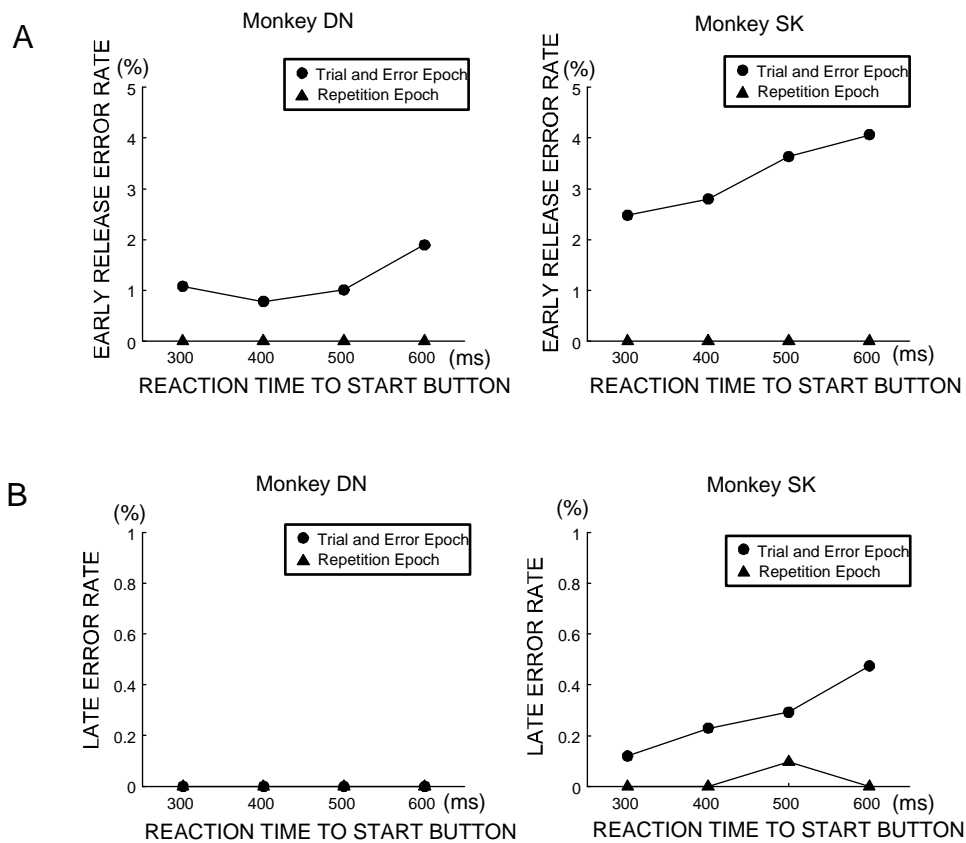 A
Monkey DN
(%)
Trial and Error Epoch
Repetition Epoch
EARLY RELEASE ERROR RATE
5
4
3
2
1
0
300 400 500 600 (ms)
REACTION TIME TO START BUTTON
Monkey SK
(%)
Trial and Error Epoch
Repetition Epoch
EARLY RELEASE ERROR RATE
5
4
3
2
1
0
300 400 500 600 (ms)
REACTION TIME TO START BUTTON
B
Monkey DN
(%)
Trial and Error Epoch
Repetition Epoch
LATE ERROR RATE
1
0.8
0.6
0.4
0.2
0
300 400 500 600 (ms)
REACTION TIME TO START BUTTON
Monkey SK
(%)
Trial and Error Epoch
Repetition Epoch
LATE ERROR RATE
1
0.8
0.6
0.4
0.2
0
300 400 500 600 (ms)
REACTION TIME TO START BUTTON